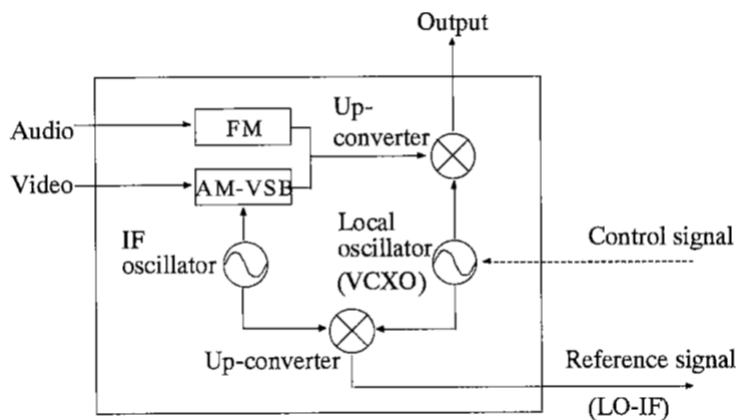 Output
Audio
FM
Up-
converter
Video
AM-VSB
IF
oscillator
Local
oscillator
(VCXO)
Control signal
Up-converter
Reference signal
(LO-IF)